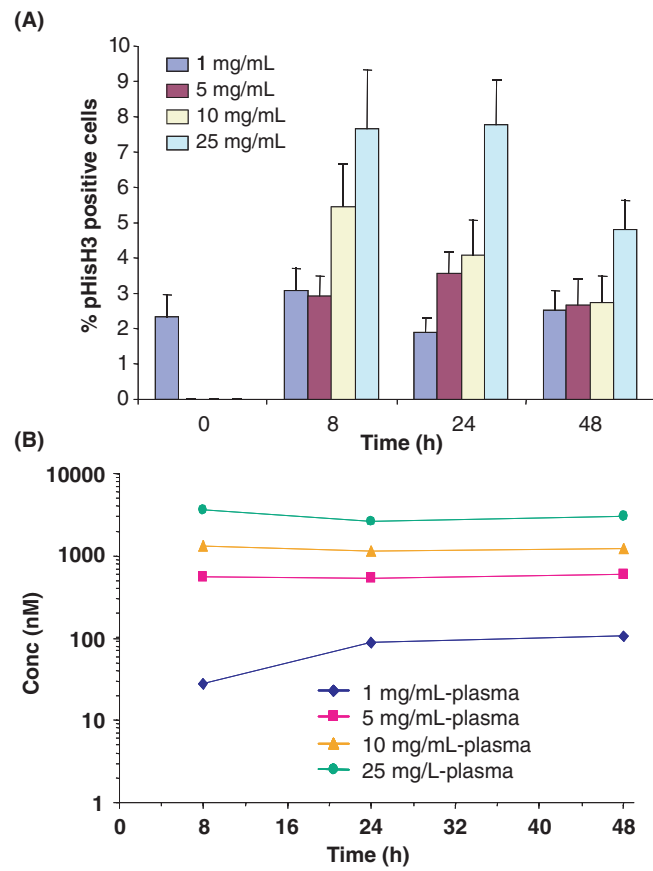 (A)
10
9
8
7
6
5
4
3
2
1
0
% pHisH3 positive cells
1 mg/mL
5 mg/mL
10 mg/mL
25 mg/mL
0
8
24
48
Time (h)
(B)
10000
1000
100
10
1
Conc (nM)
1 mg/mL-plasma
5 mg/mL-plasma
10 mg/mL-plasma
25 mg/L-plasma
0
8
16
24
32
40
48
Time (h)